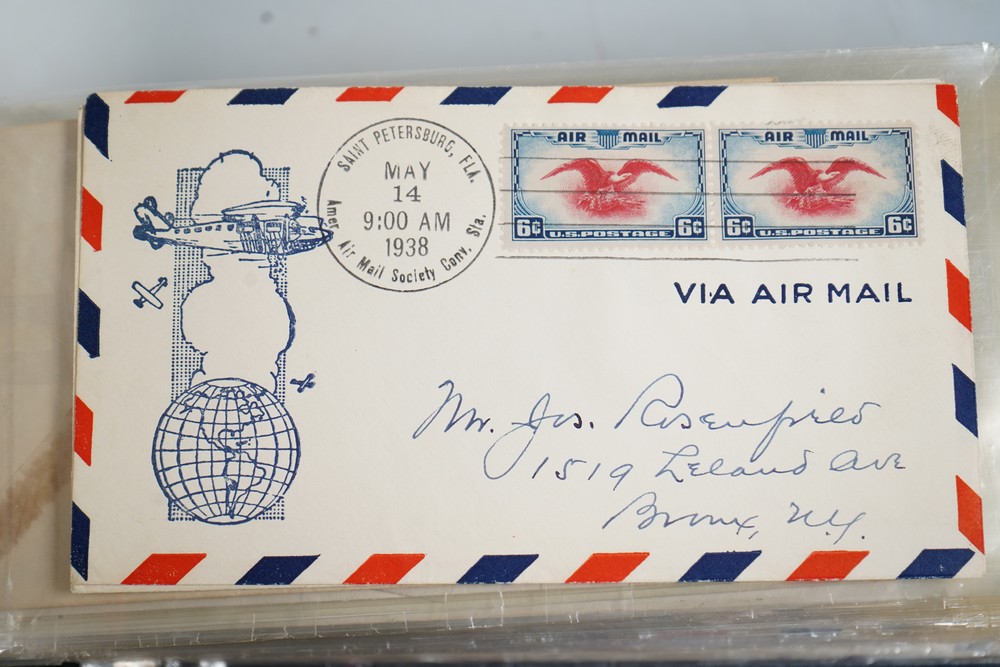 SAINT PETERSBURG, FLA.
MAY
14
9:00 AM
1938
Amer. Air Mail Society Conv. Sta.
AIR MAIL
6¢ U.S. POSTAGE 6¢
AIR MAIL
6¢ U.S. POSTAGE 6¢
VIA AIR MAIL
Mr. Jos. Rosenfield
1519 Leland Ave
Bronx, N.Y.